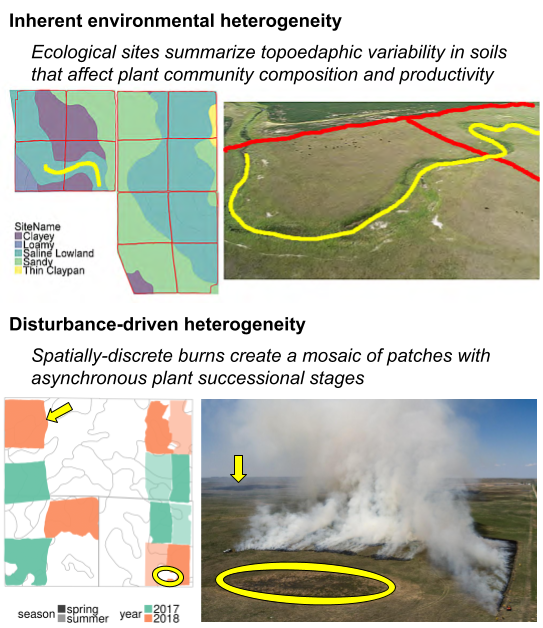 Inherent environmental heterogeneity
Ecological sites summarize topoedaphic variability in soils
that affect plant community composition and productivity
SiteName
Clayey
Loamy
Saline Lowland
Sandy
Thin Claypan
Disturbance-driven heterogeneity
Spatially-discrete burns create a mosaic of patches with
asynchronous plant successional stages
season spring year 2017
summer 2018